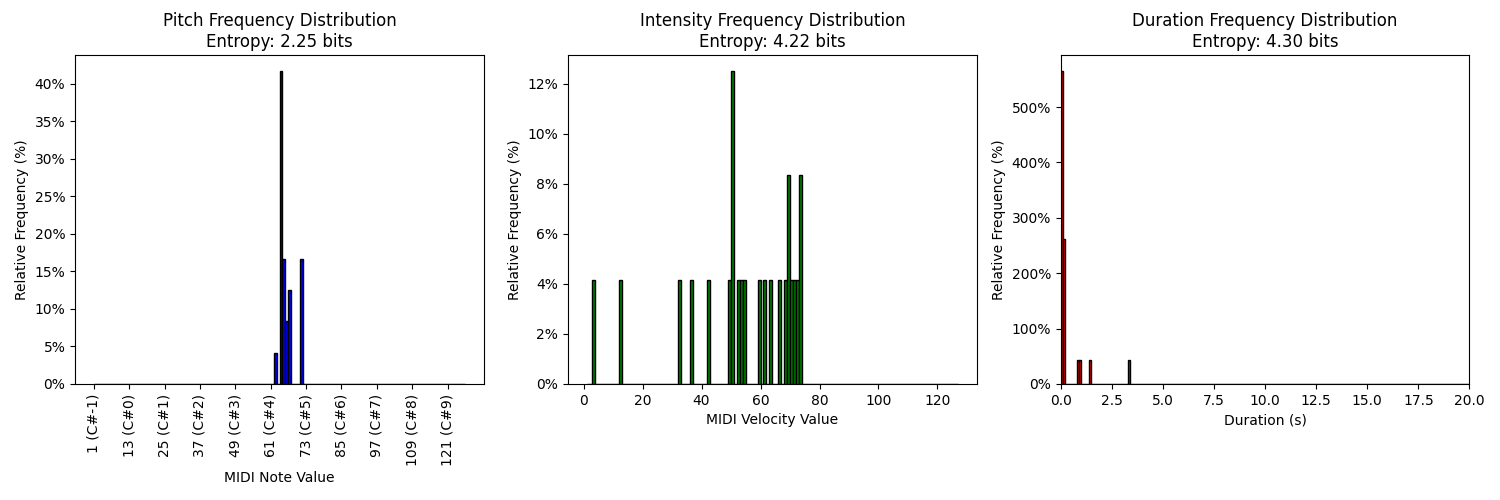 Pitch Frequency Distribution
Entropy: 2.25 bits
Relative Frequency (%)
40%
35%
30%
25%
20%
15%
10%
5%
0%
1 (C#-1)
13 (C#0)
25 (C#1)
37 (C#2)
49 (C#3)
61 (C#4)
73 (C#5)
85 (C#6)
97 (C#7)
109 (C#8)
121 (C#9)
MIDI Note Value
Intensity Frequency Distribution
Entropy: 4.22 bits
Relative Frequency (%)
12%
10%
8%
6%
4%
2%
0%
0
20
40
60
80
100
120
MIDI Velocity Value
Duration Frequency Distribution
Entropy: 4.30 bits
Relative Frequency (%)
500%
400%
300%
200%
100%
0%
0.0
2.5
5.0
7.5
10.0
12.5
15.0
17.5
20.0
Duration (s)